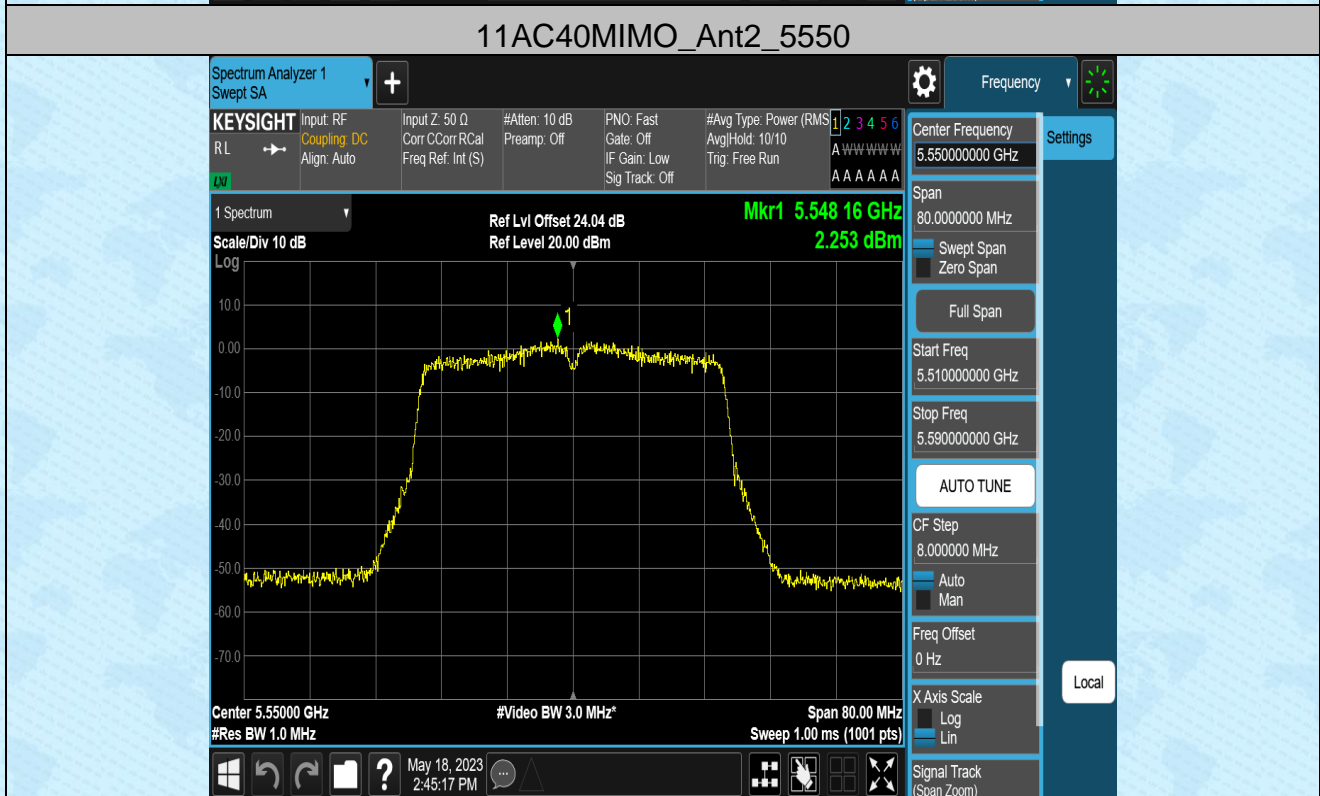 11AC40MIMO_Ant2_5550
Spectrum Analyzer 1
Swept SA
+
Frequency
KEYSIGHT
RL
LXI
Input: RF
Coupling: DC
Align: Auto
Input Z: 50 Ω
Corr CCorr RCal
Freq Ref: Int (S)
#Atten: 10 dB
Preamp: Off
PNO: Fast
Gate: Off
IF Gain: Low
Sig Track: Off
#Avg Type: Power (RMS
Avg|Hold: 10/10
Trig: Free Run
1 2 3 4 5 6
A W W W W W
A A A A A A
1 Spectrum
Scale/Div 10 dB
Log
Ref Lvl Offset 24.04 dB
Ref Level 20.00 dBm
Mkr1 5.548 16 GHz
2.253 dBm
10.0
0.00
-10.0
-20.0
-30.0
-40.0
-50.0
-60.0
-70.0
1
Center 5.55000 GHz
#Res BW 1.0 MHz
#Video BW 3.0 MHz*
Span 80.00 MHz
Sweep 1.00 ms (1001 pts)
Center Frequency
5.550000000 GHz
Settings
Span
80.0000000 MHz
Swept Span
Zero Span
Full Span
Start Freq
5.510000000 GHz
Stop Freq
5.590000000 GHz
AUTO TUNE
CF Step
8.000000 MHz
Auto
Man
Freq Offset
0 Hz
X Axis Scale
Log
Lin
Local
Signal Track
(Span Zoom)
?
May 18, 2023
2:45:17 PM